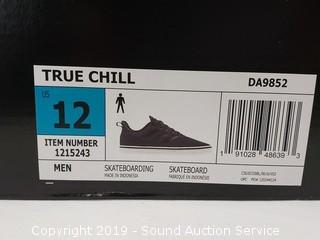 TRUE CHILL
DA9852
US
12
ITEM NUMBER
1215243
MEN
SKATEBOARDING
MADE IN INDONESIA
SKATEBOARD
FABRIQUÉ EN INDONÉSIE
1 91028 48639 3
UPC
Copyright 2019 - Sound Auction Service